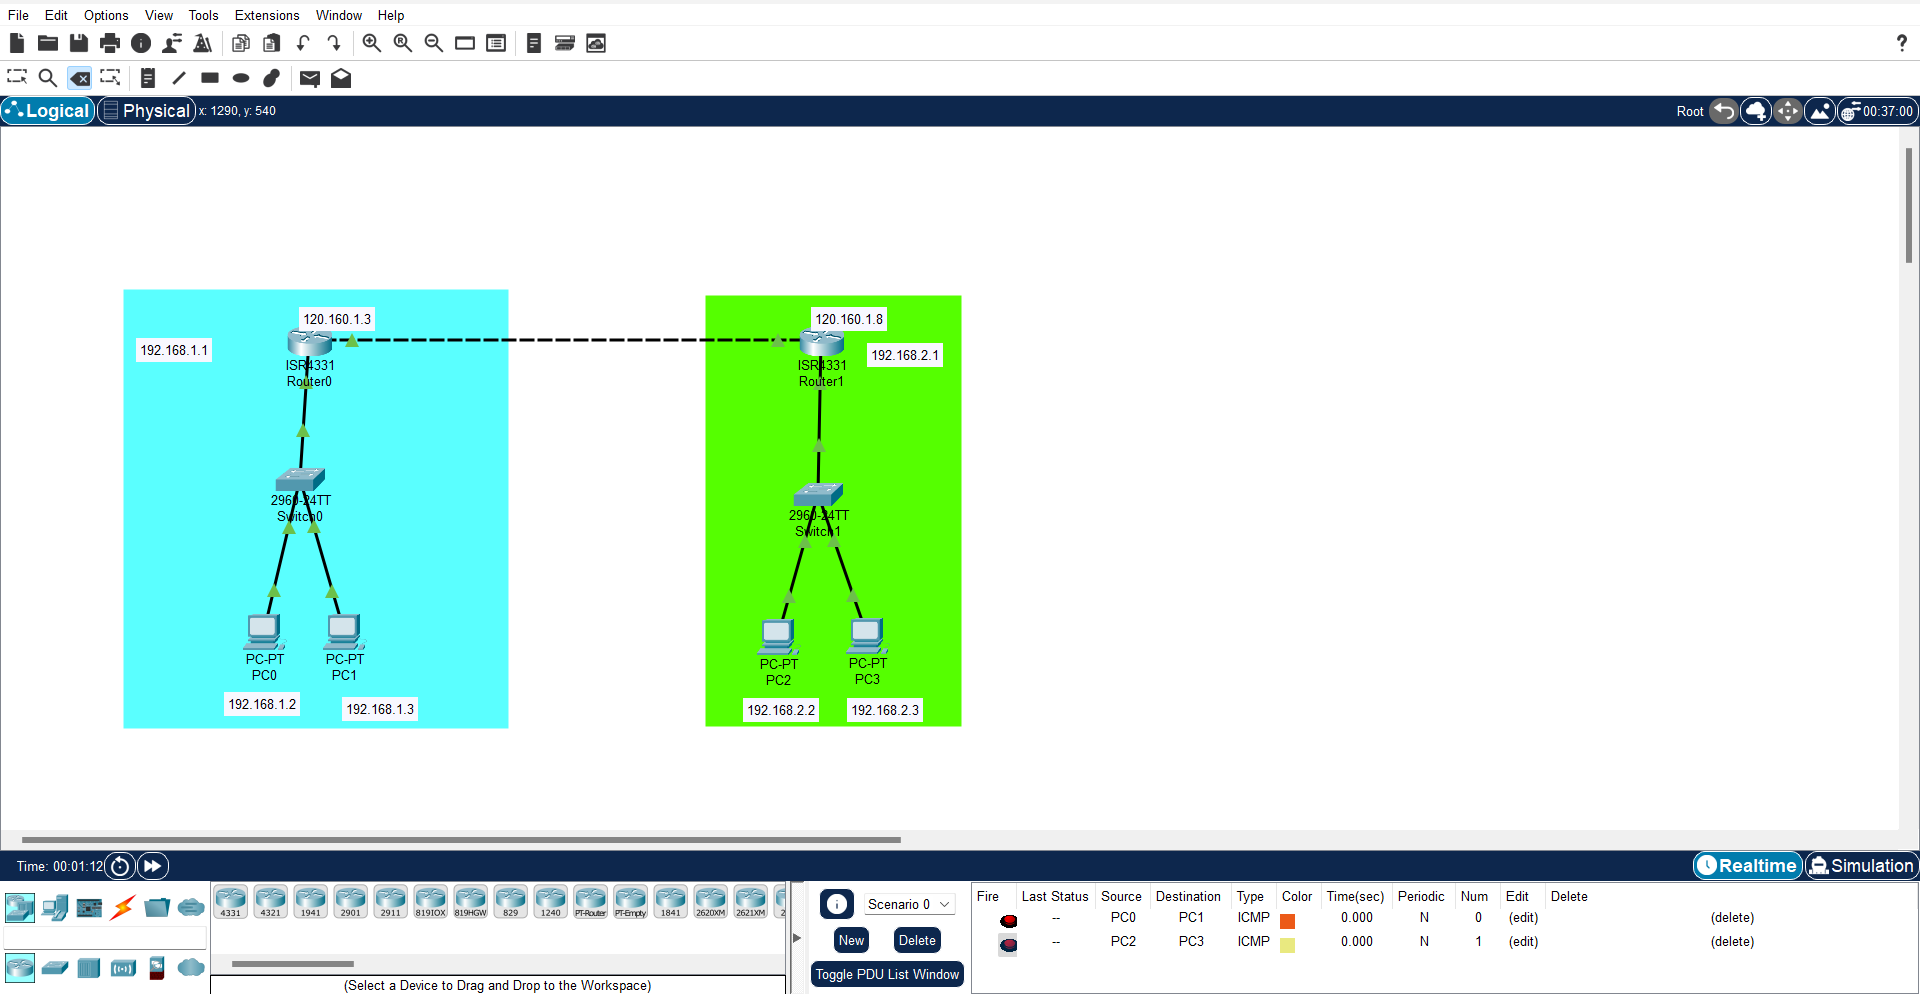 File Edit Options View Tools Extensions Window Help
?
Logical Physical x: 1290, y: 540 Root 00:37:00
120.160.1.3
192.168.1.1
ISR4331
Router0
120.160.1.8
192.168.2.1
ISR4331
Router1
2960-24TT
Switch0
2960-24TT
Switch1
PC-PT
PC0
PC-PT
PC1
PC-PT
PC2
PC-PT
PC3
192.168.1.2
192.168.1.3
192.168.2.2
192.168.2.3
Time: 00:01:12 Realtime Simulation
4331 4321 1941 2901 2911 819IOX 819HGW 829 1240 PT-Router PT-Empty 1841 2620XM 2621XM 2
(Select a Device to Drag and Drop to the Workspace)
Scenario 0
New Delete
Toggle PDU List Window
Fire Last Status Source Destination Type Color Time(sec) Periodic Num Edit Delete
-- PC0 PC1 ICMP 0.000 N 0 (edit) (delete)
-- PC2 PC3 ICMP 0.000 N 1 (edit) (delete)